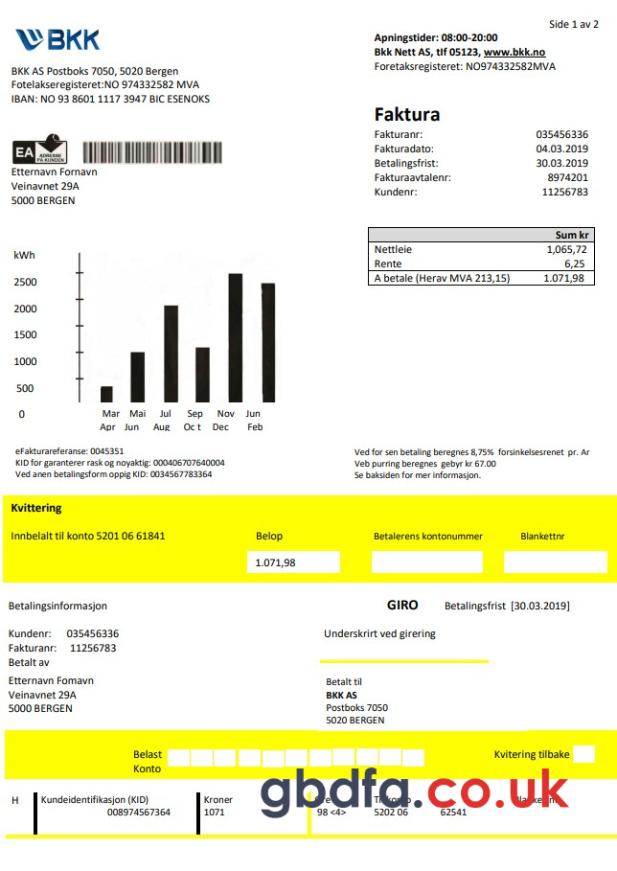 Side 1 av 2
BKK
Apningstider: 08:00-20:00
Bkk Nett AS, tlf 05123, www.bkk.no
Foretaksregisteret: NO974332582MVA
BKK AS Postboks 7050, 5020 Bergen
Fotelakseregisteret:NO 974332582 MVA
IBAN: NO 93 8601 1117 3947 BIC ESENOKS
Faktura
Fakturanr: 035456336
Fakturadato: 04.03.2019
Betalingsfrist: 30.03.2019
Fakturaavtalenr: 8974201
Kundenr: 11256783
EA ADRESSE PÅ KUNDEN
Etternavn Fornavn
Veinavnet 29A
5000 BERGEN
Sum kr
Nettleie 1,065,72
Rente 6,25
A betale (Herav MVA 213,15) 1.071,98
kWh
2500
2000
1500
1000
500
0
Mar Mai Jul Sep Nov Jun
Apr Jun Aug Oc t Dec Feb
eFakturareferanse: 0045351
KID for garanterer rask og noyaktig: 000406707640004
Ved anen betalingsform oppig KID: 0034567783364
Ved for sen betaling beregnes 8,75% forsinkelsesrenet pr. Ar
Veb purring beregnes gebyr kr 67.00
Se baksiden for mer informasjon.
Kvittering
Innbelalt til konto 5201 06 61841
Belop
Betalerens kontonummer
Blankettnr
1.071,98
Betalingsinformasjon
GIRO Betalingsfrist [30.03.2019]
Kundenr: 035456336
Fakturanr: 11256783
Betalt av
Underskrirt ved girering
Etternavn Fomavn
Veinavnet 29A
5000 BERGEN
Betalt til
BKK AS
Postboks 7050
5020 BERGEN
Belast
Konto
Kvitering tilbake
gbdfa.co.uk
H Kundeidentifikasjon (KID) Kroner
008974567364 1071 98 <4> 5202 06 62541